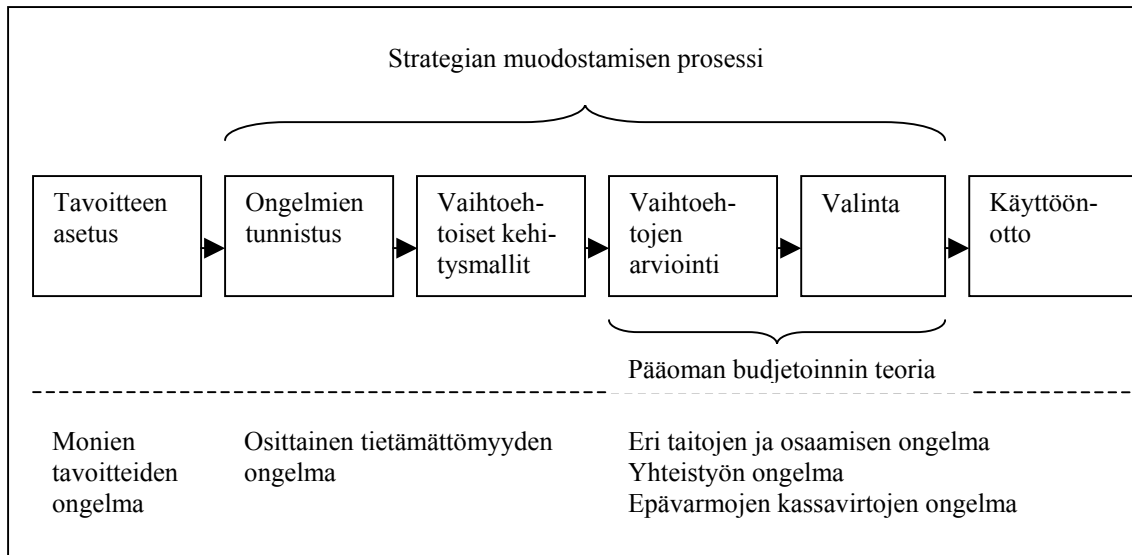 Strategian muodostamisen prosessi
Tavoitteen
asetus
Ongelmien
tunnistus
Vaihtoeh-
toiset kehi-
tysmallit
Vaihtoeh-
tojen
arviointi
Valinta
Käyttöön-
otto
Pääoman budjetoinnin teoria
Monien
tavoitteiden
ongelma
Osittainen tietämättömyyden
ongelma
Eri taitojen ja osaamisen ongelma
Yhteistyön ongelma
Epävarmojen kassavirtojen ongelma